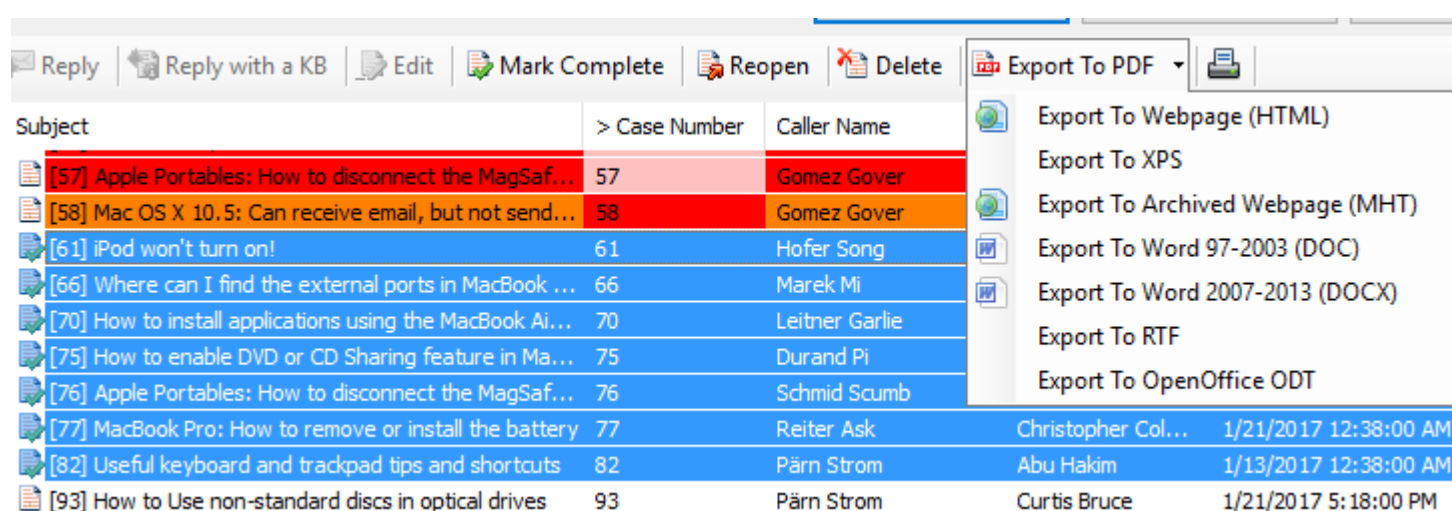 Reply Reply with a KB Edit Mark Complete Reopen Delete Export To PDF
Export To Webpage (HTML)
Export To XPS
Export To Archived Webpage (MHT)
Export To Word 97-2003 (DOC)
Export To Word 2007-2013 (DOCX)
Export To RTF
Export To OpenOffice ODT
Subject > Case Number Caller Name
[57] Apple Portables: How to disconnect the MagSaf... 57 Gomez Gover
[58] Mac OS X 10.5: Can receive email, but not send... 58 Gomez Gover
[61] iPod won't turn on! 61 Hofer Song
[66] Where can I find the external ports in MacBook ... 66 Marek Mi
[70] How to install applications using the MacBook Ai... 70 Leitner Garlie
[75] How to enable DVD or CD Sharing feature in Ma... 75 Durand Pi
[76] Apple Portables: How to disconnect the MagSaf... 76 Schmid Scumb
[77] MacBook Pro: How to remove or install the battery 77 Reiter Ask Christopher Col... 1/21/2017 12:38:00 AM
[82] Useful keyboard and trackpad tips and shortcuts 82 Pärn Strom Abu Hakim 1/13/2017 12:38:00 AM
[93] How to Use non-standard discs in optical drives 93 Pärn Strom Curtis Bruce 1/21/2017 5:18:00 PM